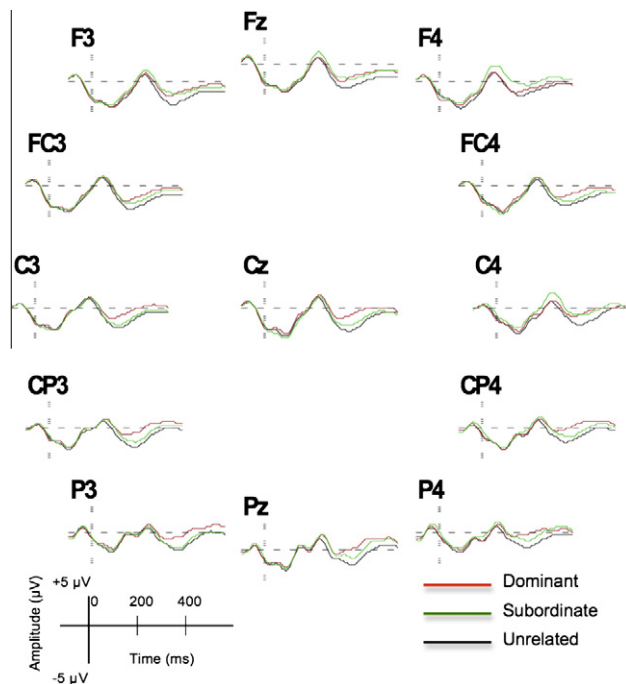 F3 Fz F4
FC3 FC4
C3 Cz C4
CP3 CP4
P3 Pz P4
Amplitude (µV)
+5 µV
0 200 400
Time (ms)
-5 µV
Dominant
Subordinate
Unrelated